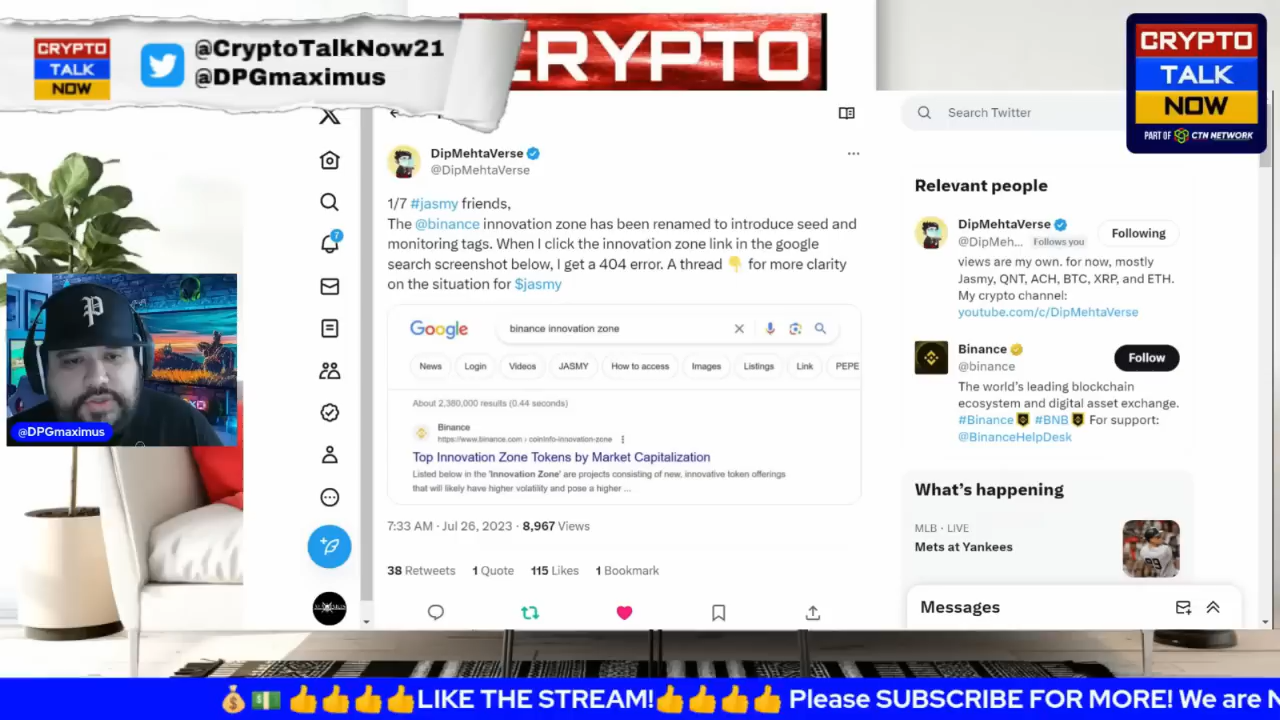 CRYPTO
TALK
NOW
@CryptoTalkNow21
@DPGmaximus
CRYPTO
CRYPTO
TALK
NOW
PART OF CTN NETWORK
Search Twitter
DipMehtaVerse
@DipMehtaVerse
1/7 #jasmy friends,
The @binance innovation zone has been renamed to introduce seed and
monitoring tags. When I click the innovation zone link in the google
search screenshot below, I get a 404 error. A thread 👇 for more clarity
on the situation for $jasmy
Google
binance innovation zone
News Login Videos JASMY How to access Images Listings Link PEPE
About 2,380,000 results (0.44 seconds)
Binance
https://www.binance.com › coinInfo-innovation-zone
Top Innovation Zone Tokens by Market Capitalization
Listed below in the 'Innovation Zone' are projects consisting of new, innovative token offerings
that will likely have higher volatility and pose a higher ...
7:33 AM · Jul 26, 2023 · 8,967 Views
38 Retweets 1 Quote 115 Likes 1 Bookmark
7
Relevant people
DipMehtaVerse
@DipMeh... Follows you
Following
views are my own. for now, mostly
Jasmy, QNT, ACH, BTC, XRP, and ETH.
My crypto channel:
youtube.com/c/DipMehtaVerse
Binance
@binance
Follow
The world's leading blockchain
ecosystem and digital asset exchange.
#Binance #BNB For support:
@BinanceHelpDesk
What's happening
MLB · LIVE
Mets at Yankees
99
Messages
P
@DPGmaximus
💰💵👍👍👍👍LIKE THE STREAM!👍👍👍👍 Please SUBSCRIBE FOR MORE! We are N